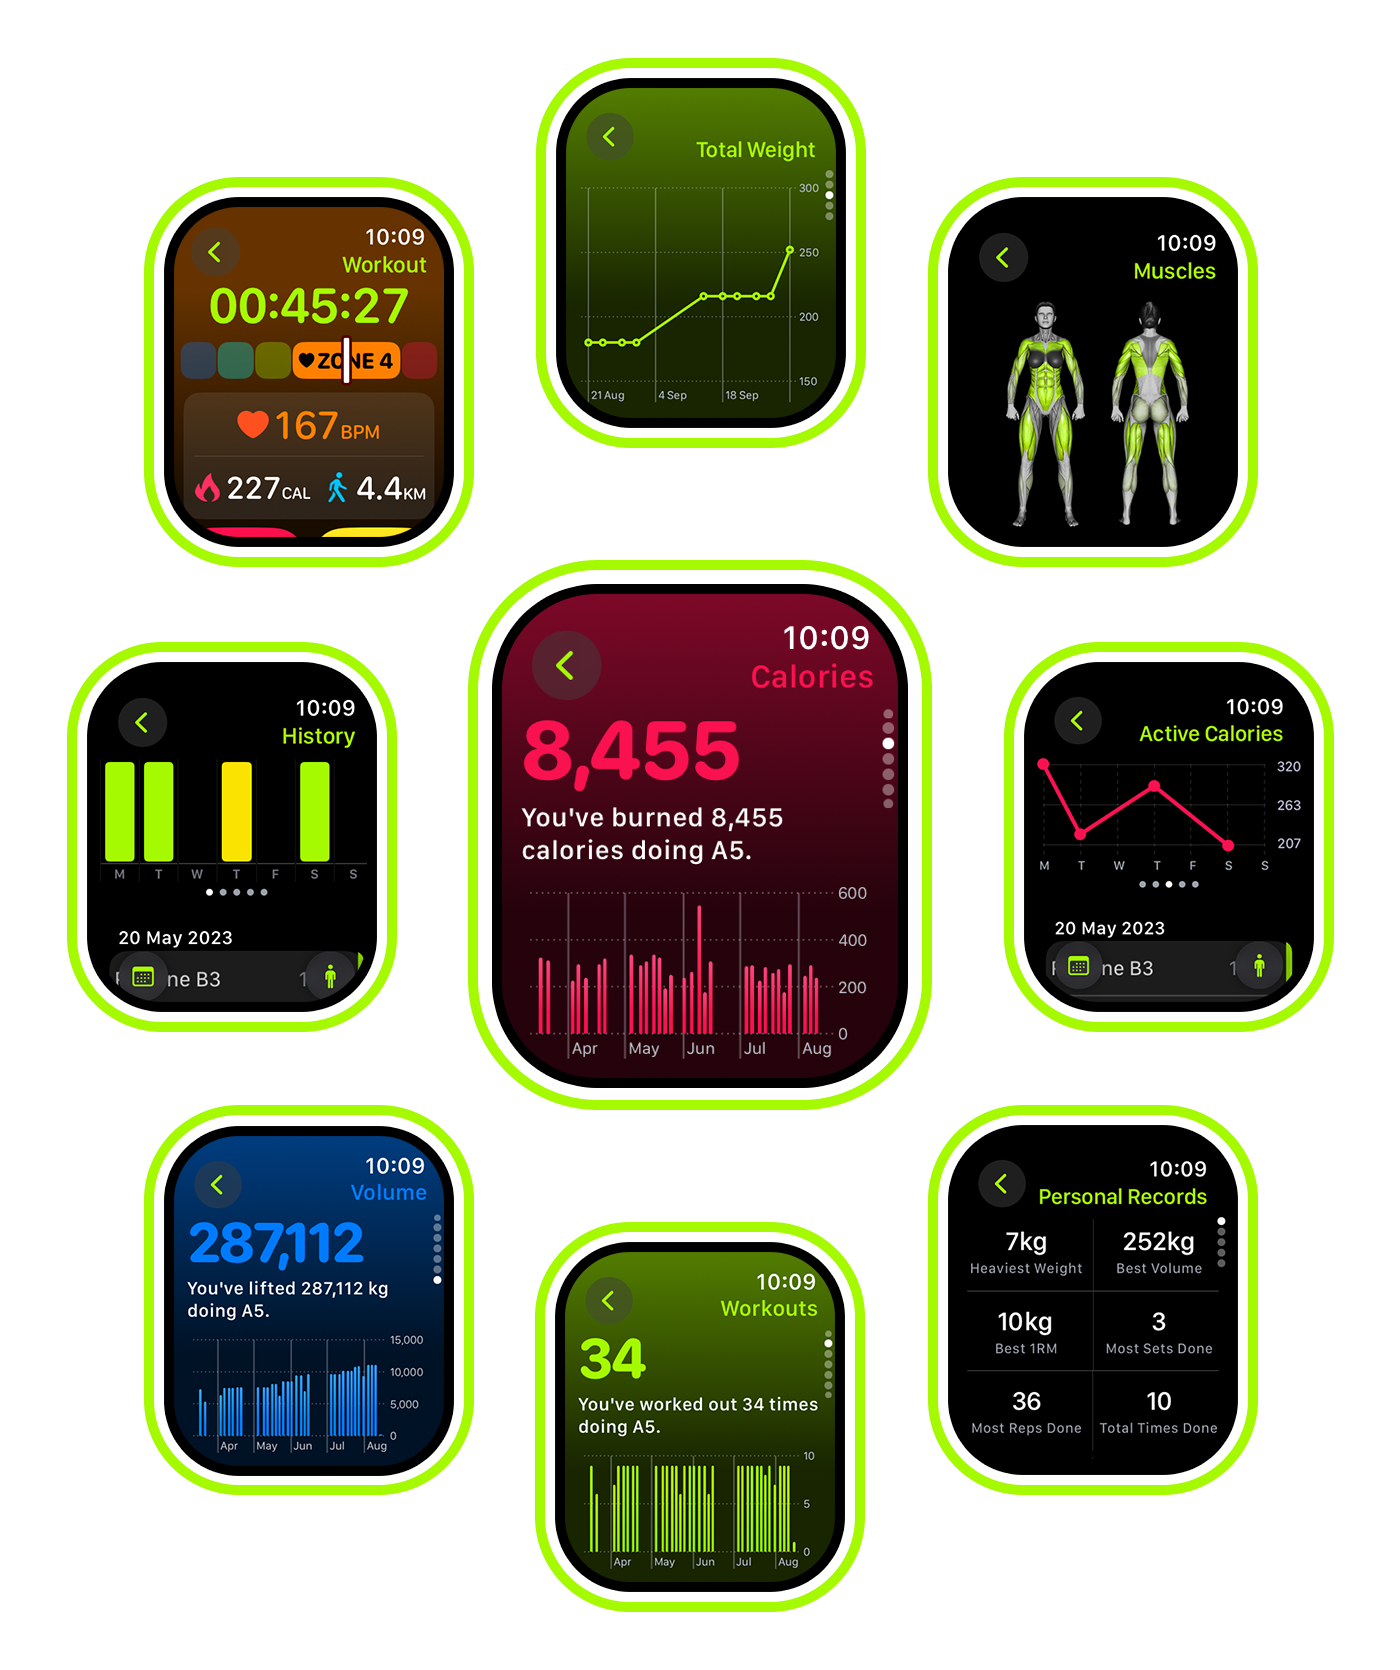 Total Weight
300
250
200
150
21 Aug
4 Sep
18 Sep
10:09
Workout
00:45:27
ZONE 4
167BPM
227CAL
4.4KM
10:09
Muscles
10:09
Calories
8,455
You've burned 8,455
calories doing A5.
600
400
200
0
Apr
May
Jun
Jul
Aug
10:09
History
M T W T F S S
20 May 2023
ne B3
10:09
Active Calories
320
263
207
M T W T F S S
20 May 2023
ne B3
10:09
Volume
287,112
You've lifted 287,112 kg
doing A5.
15,000
10,000
5,000
0
Apr
May
Jun
Jul
Aug
10:09
Workouts
34
You've worked out 34 times
doing A5.
10
5
0
Apr
May
Jun
Jul
Aug
10:09
Personal Records
7kg
Heaviest Weight
252kg
Best Volume
10kg
Best 1RM
3
Most Sets Done
36
Most Reps Done
10
Total Times Done